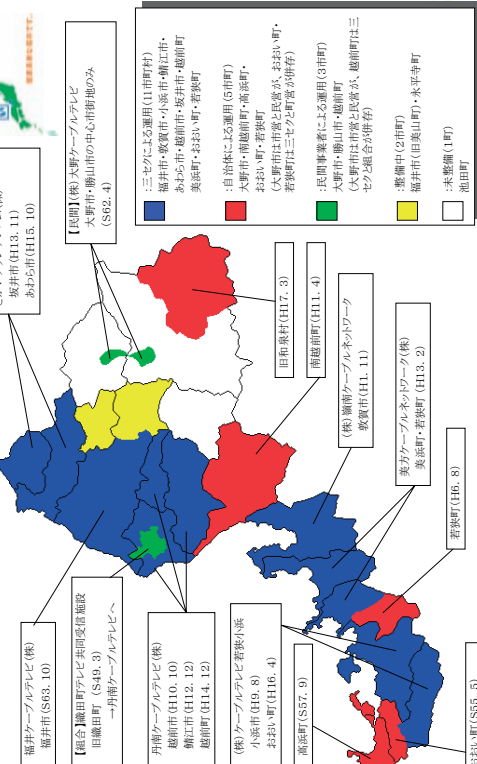 :三セクによる運用(11市町村)
福井市・敦賀市・小浜市・鯖江市・
あわら市・越前市・坂井市・越前町
美浜町・おおい町・若狭町
:自治体による運用(5市町)
大野市・南越前町・高浜町・
おおい町・若狭町
(大野市は市営と民営が、おおい町・
若狭町は三セクと町営が併存)
:民間事業者による運用(3市町)
大野市・勝山市・越前町
(大野市は市営と民営が、越前町は三
セクと組合が併存)
:整備中(2市町)
福井市(旧美山町)・永平寺町
:未整備(1町)
池田町
坂井市(H13. 11)
あわら市(H15. 10)
【民間】(株)大野ケーブルテレビ
大野市・勝山市の中心市街地のみ
(S62. 4)
旧和泉村(H17. 3)
南越前町(H11. 4)
(株)嶺南ケーブルネットワーク
敦賀市(H1. 11)
美方ケーブルネットワーク(株)
美浜町・若狭町(H13. 2)
若狭町(H6. 8)
福井ケーブルテレビ(株)
福井市(S63. 10)
【組合】織田町テレビ共同受信施設
旧織田町 (S49. 3)
→丹南ケーブルテレビへ
丹南ケーブルテレビ(株)
越前市(H10. 10)
鯖江市(H12. 12)
越前町(H14. 12)
(株)ケーブルテレビ若狭小浜
小浜市(H9. 8)
おおい町(H16. 4)
高浜町(S57. 9)
おおい町(S55. 5)